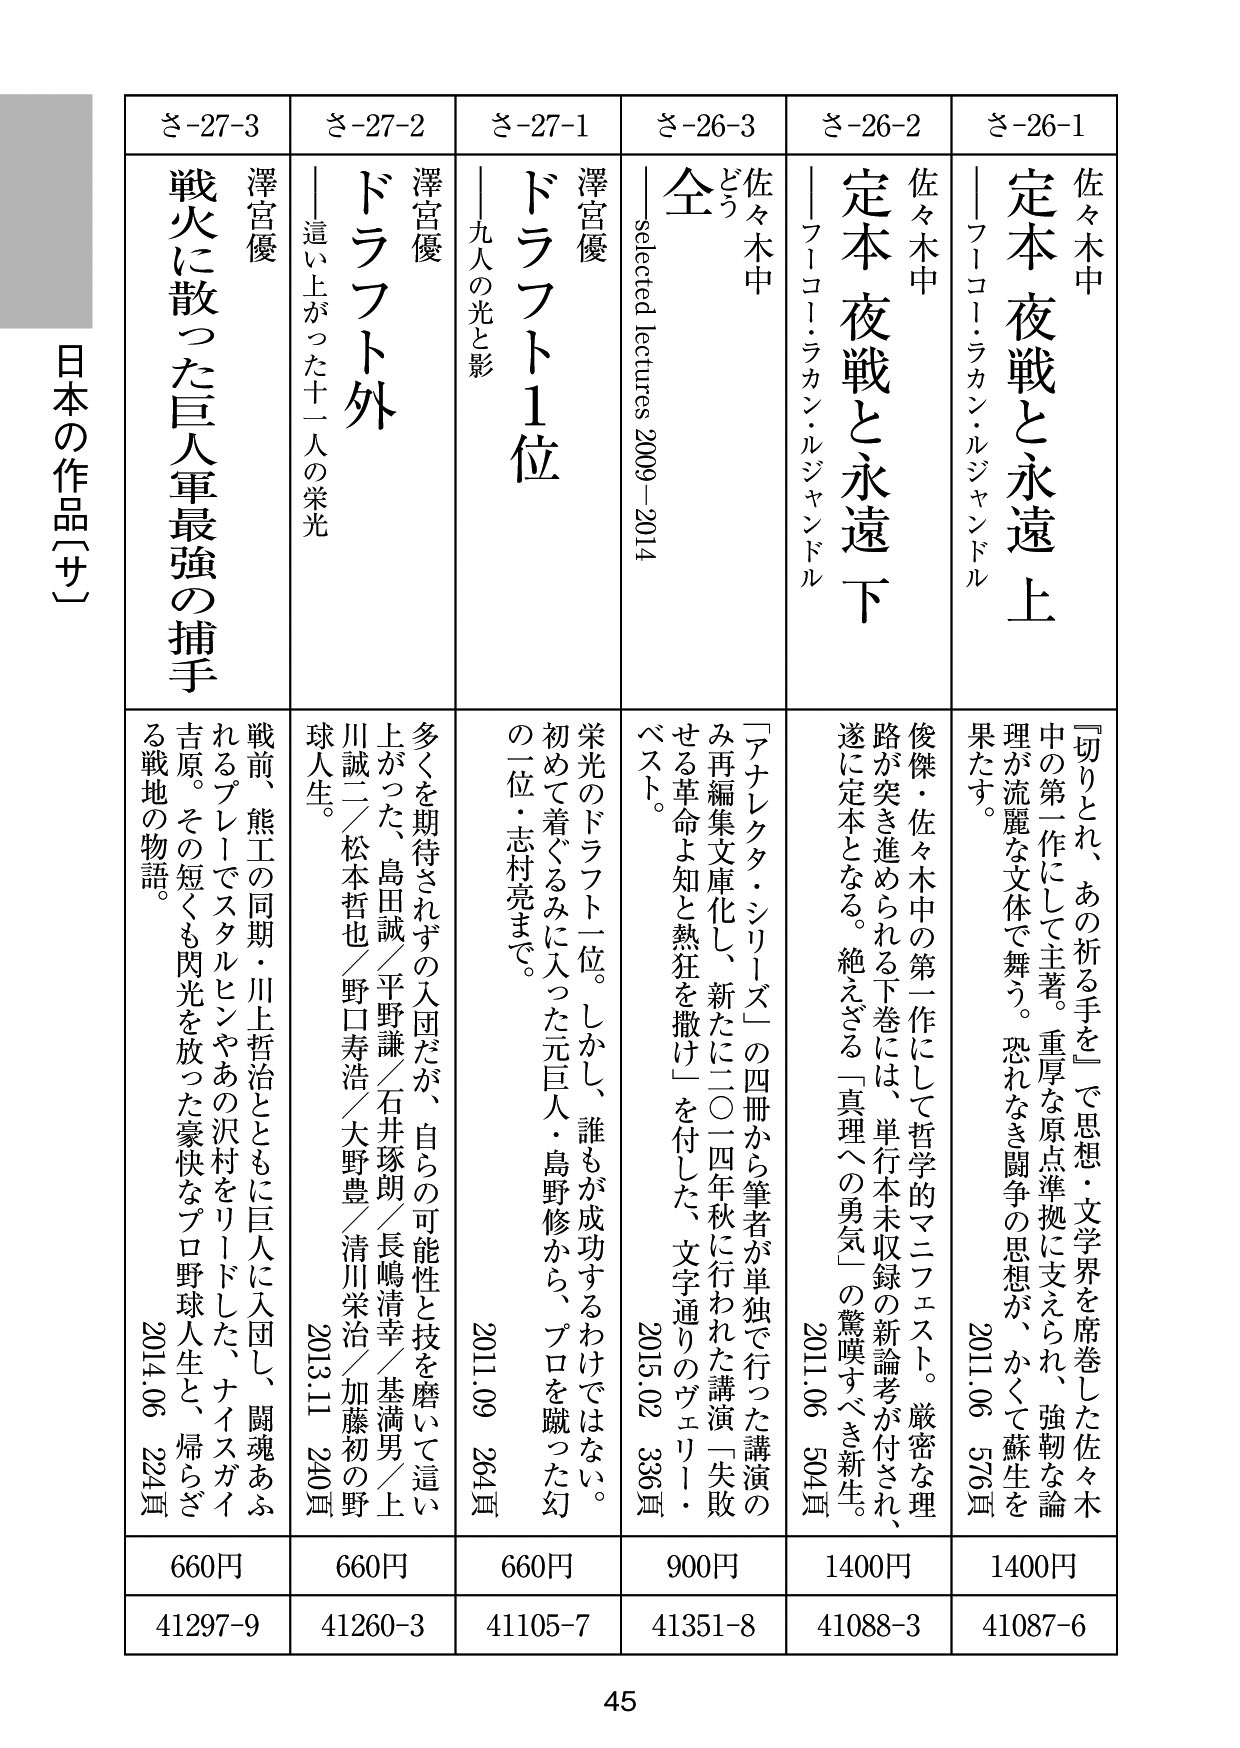 日本の作品〔サ〕
さ-26-1
佐々木中
定本 夜戦と永遠 上
――フーコー・ラカン・ルジャンドル
『切りとれ、あの祈る手を』で思想・文学界を席巻した佐々木
中の第一作にして主著。重厚な原点準拠に支えられ、強靭な論
理が流麗な文体で舞う。恐れなき闘争の思想が、かくて蘇生を
果たす。
2011.06 576頁
1400円
41087-6
さ-26-2
佐々木中
定本 夜戦と永遠 下
――フーコー・ラカン・ルジャンドル
俊傑・佐々木中の第一作にして哲学的マニフェスト。厳密な理
路が突き進められる下巻には、単行本未収録の新論考が付され、
遂に定本となる。絶えざる「真理への勇気」の驚嘆すべき新生。
2011.06 504頁
1400円
41088-3
さ-26-3
佐々木中
どう
仝
――selected lectures 2009―2014
「アナレクタ・シリーズ」の四冊から筆者が単独で行った講演の
み再編集文庫化し、新たに二〇一四年秋に行われた講演「失敗
せる革命よ知と熱狂を撒け」を付した、文字通りのヴェリー・
ベスト。
2015.02 336頁
900円
41351-8
さ-27-1
澤宮優
ドラフト1位
――九人の光と影
栄光のドラフト一位。しかし、誰もが成功するわけではない。
初めて着ぐるみに入った元巨人・島野修から、プロを蹴った幻
の一位・志村亮まで。
2011.09 264頁
660円
41105-7
さ-27-2
澤宮優
ドラフト外
――這い上がった十一人の栄光
多くを期待されずの入団だが、自らの可能性と技を磨いて這い
上がった、島田誠／平野謙／石井琢朗／長嶋清幸／基満男／上
川誠二／松本哲也／野口寿浩／大野豊／清川栄治／加藤初の野
球人生。
2013.11 240頁
660円
41260-3
さ-27-3
澤宮優
戦火に散った巨人軍最強の捕手
戦前、熊工の同期・川上哲治とともに巨人に入団し、闘魂あふ
れるプレーでスタルヒンやあの沢村をリードした、ナイスガイ
吉原。その短くも閃光を放った豪快なプロ野球人生と、帰らざ
る戦地の物語。
2014.06 224頁
660円
41297-9
45